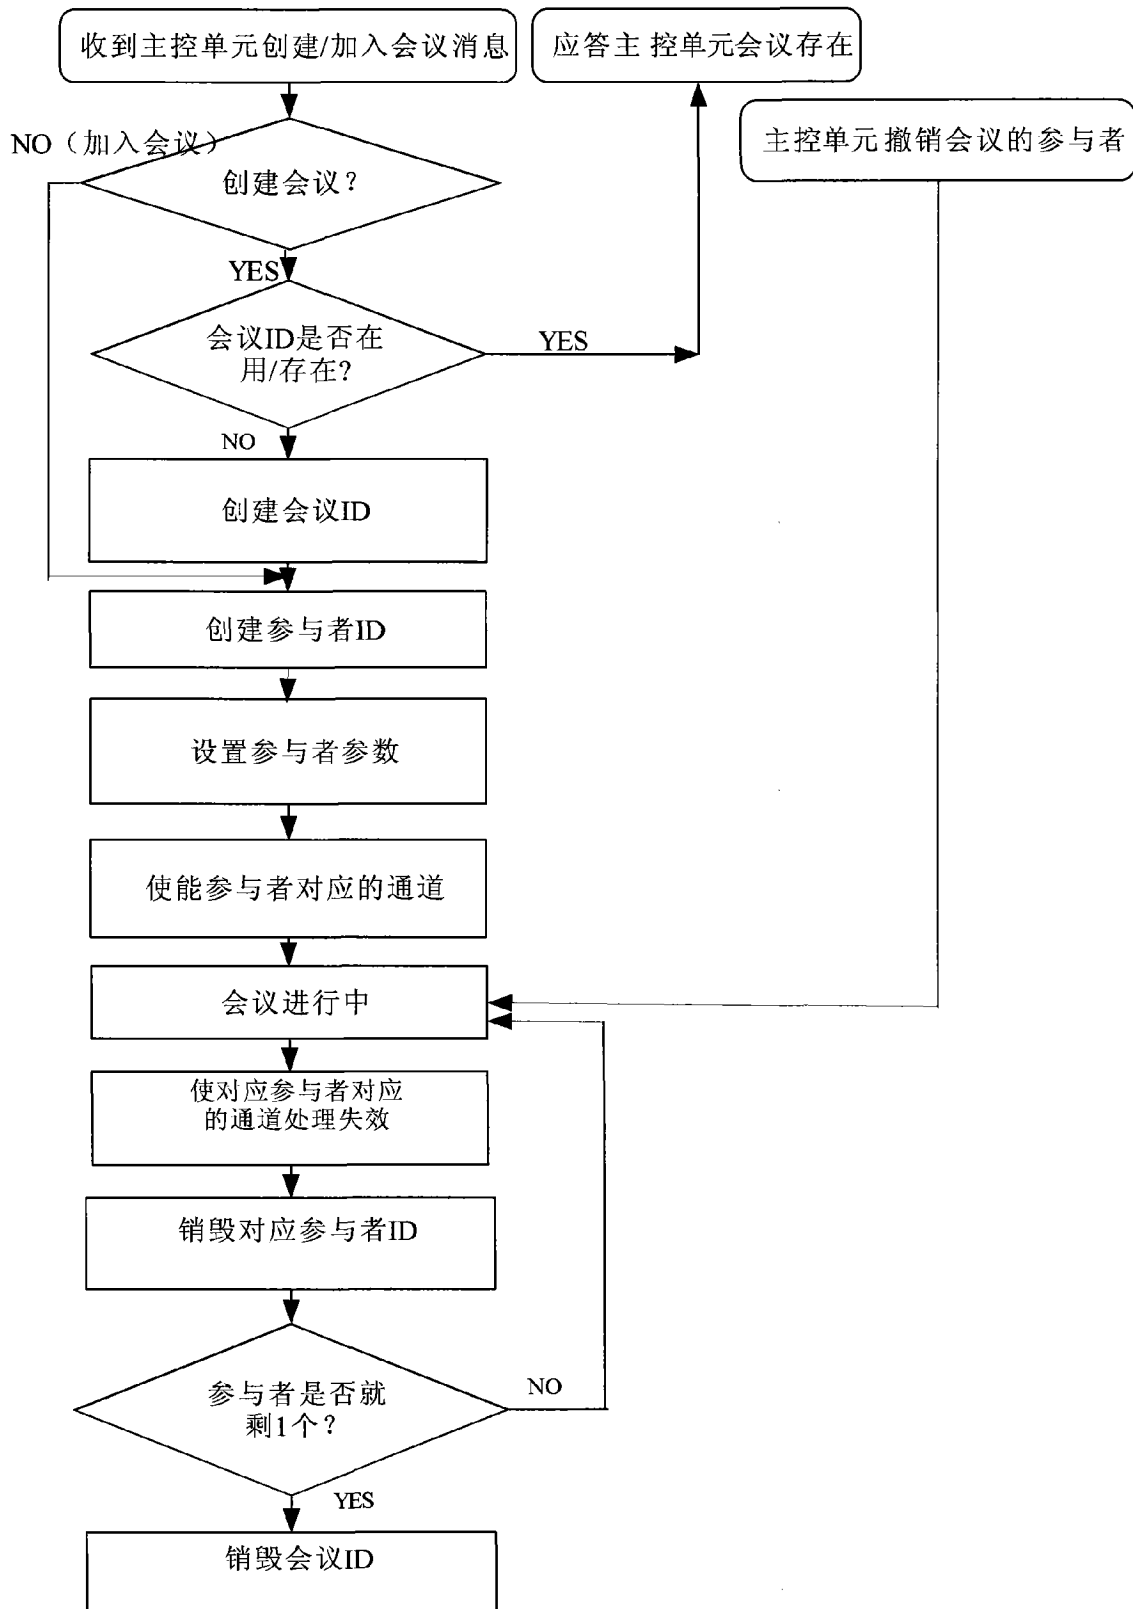 收到主控单元创建/加入会议消息
应答主 控单元会议存在
主控单元撤销会议的参与者
NO（加入会议）
创建会议？
YES
会议ID是否在
用/存在？
YES
NO
创建会议ID
创建参与者ID
设置参与者参数
使能参与者对应的通道
会议进行中
使对应参与者对应
的通道处理失效
销毁对应参与者ID
参与者是否就
剩1个？
NO
YES
销毁会议ID